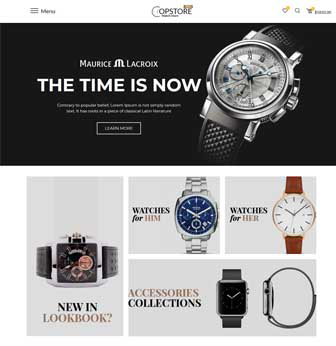 Menu
COPSTORE
MAURICE LACROIX
THE TIME IS NOW
Contrary to popular belief, Lorem Ipsum is not simply random
text. It has roots in a piece of classical Latin literature
LEARN MORE
WATCHES
for HIM
WATCHES
for HER
NEW IN
LOOKBOOK?
ACCESSORIES
COLLECTIONS